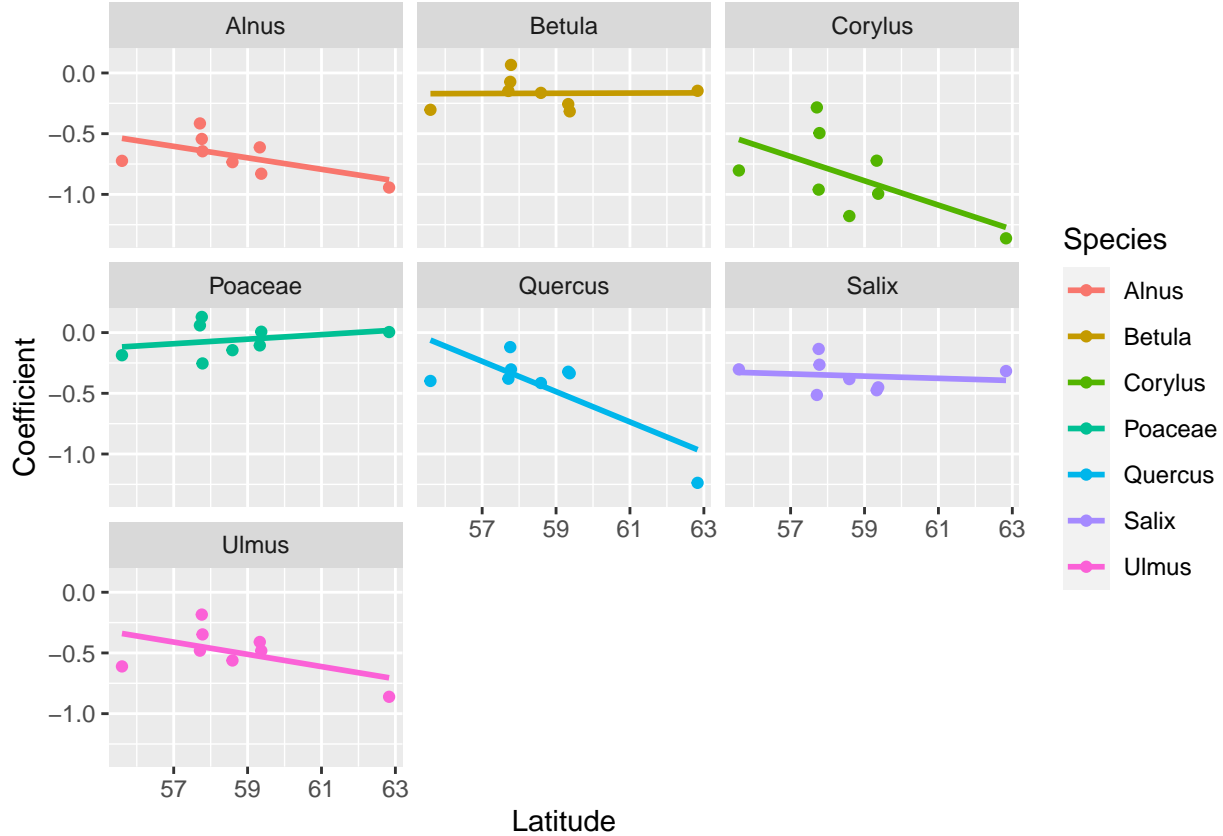 Alnus Betula Corylus
0.0
−0.5
−1.0
Poaceae Quercus Salix
0.0
−0.5
−1.0
57 59 61 63 57 59 61 63
Ulmus
0.0
−0.5
−1.0
57 59 61 63
Latitude
Coefficient
Species
Alnus
Betula
Corylus
Poaceae
Quercus
Salix
Ulmus